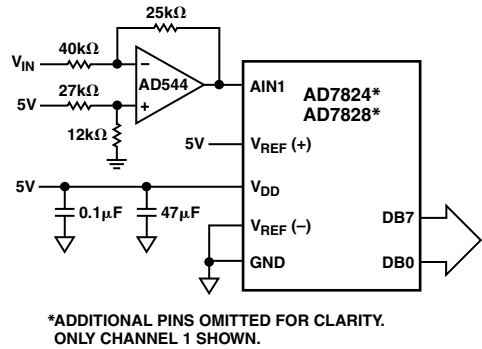 25kΩ
40kΩ
V_IN
AD544
−
+
27kΩ
5V
12kΩ
AIN1
AD7824*
AD7828*
5V
V_REF (+)
5V
V_DD
0.1μF
47μF
V_REF (−)
GND
DB7
DB0
*ADDITIONAL PINS OMITTED FOR CLARITY.
ONLY CHANNEL 1 SHOWN.